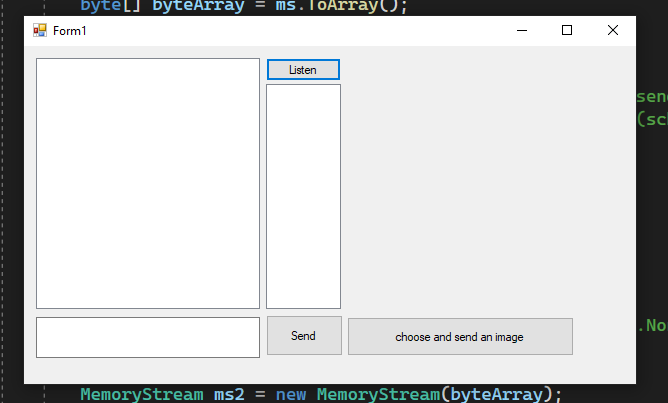 byte[] byteArray = ms.ToArray();
Form1
Listen
send
(sc
.No
Send
choose and send an image
MemoryStream ms2 = new MemoryStream(byteArray);